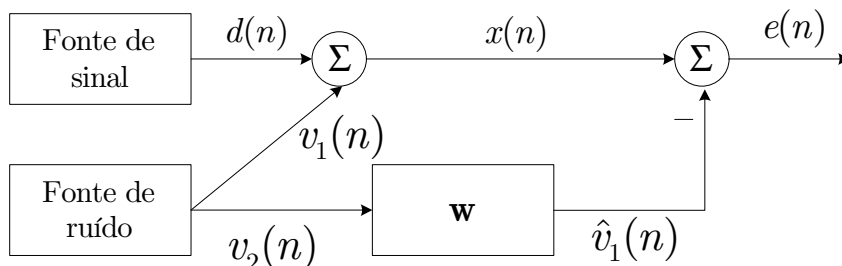 Fonte de
sinal
d(n)
Σ
x(n)
Σ
e(n)
v₁(n)
−
Fonte de
ruído
v₂(n)
w
v̂₁(n)